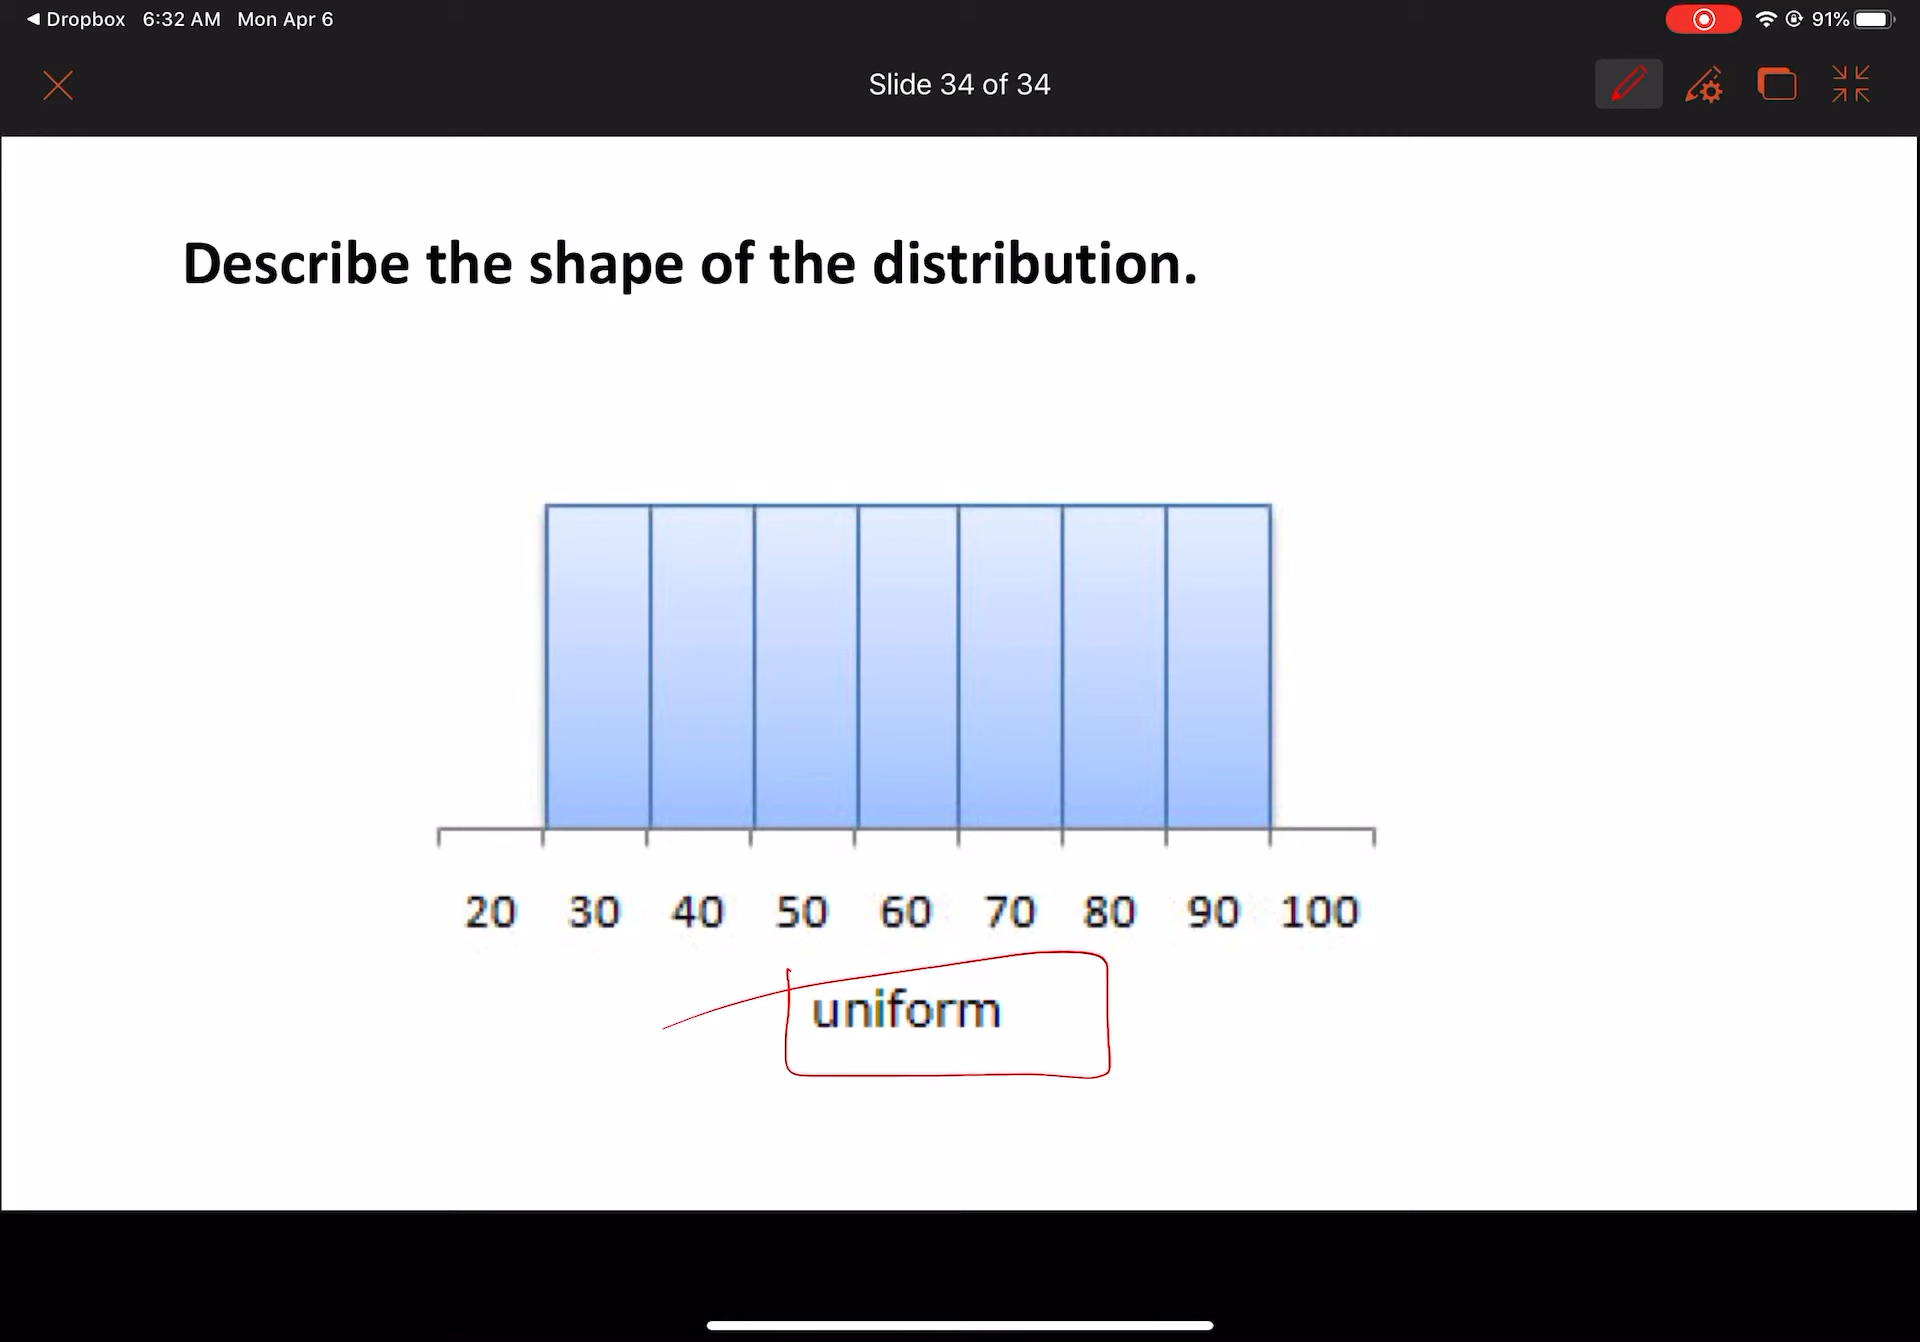 ◀ Dropbox 6:32 AM Mon Apr 6 91%
Slide 34 of 34
Describe the shape of the distribution.
20 30 40 50 60 70 80 90 100
uniform